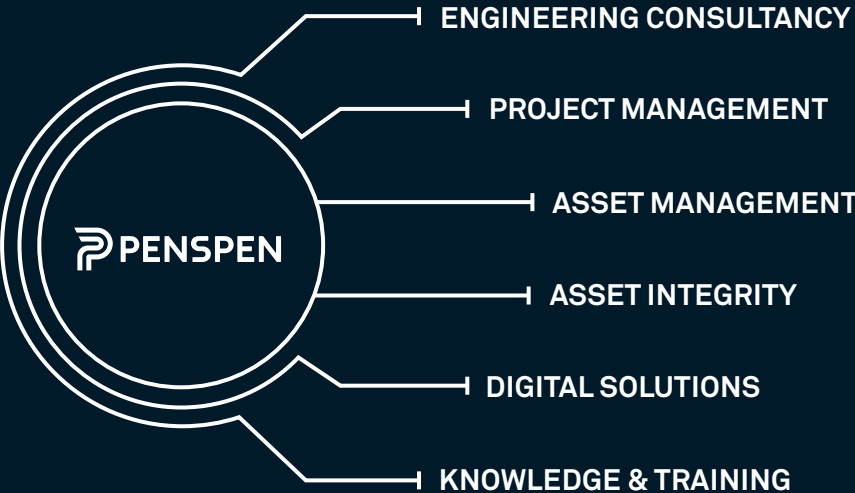 ENGINEERING CONSULTANCY
PROJECT MANAGEMENT
ASSET MANAGEMENT
PENSPEN
ASSET INTEGRITY
DIGITAL SOLUTIONS
KNOWLEDGE & TRAINING